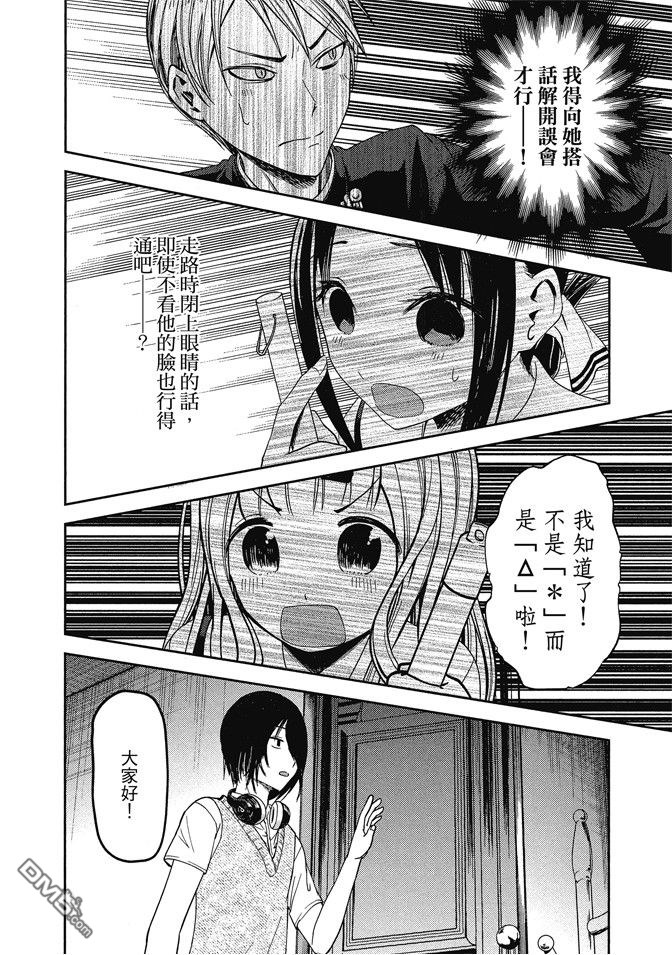 我得向她搭
話解開誤會
才行——！
走路時閉上眼睛的話，
即使不看他的臉也行得
通吧——？
我知道了！
不是「＊」而
是「Δ」啦！
大家好！
DM5.com